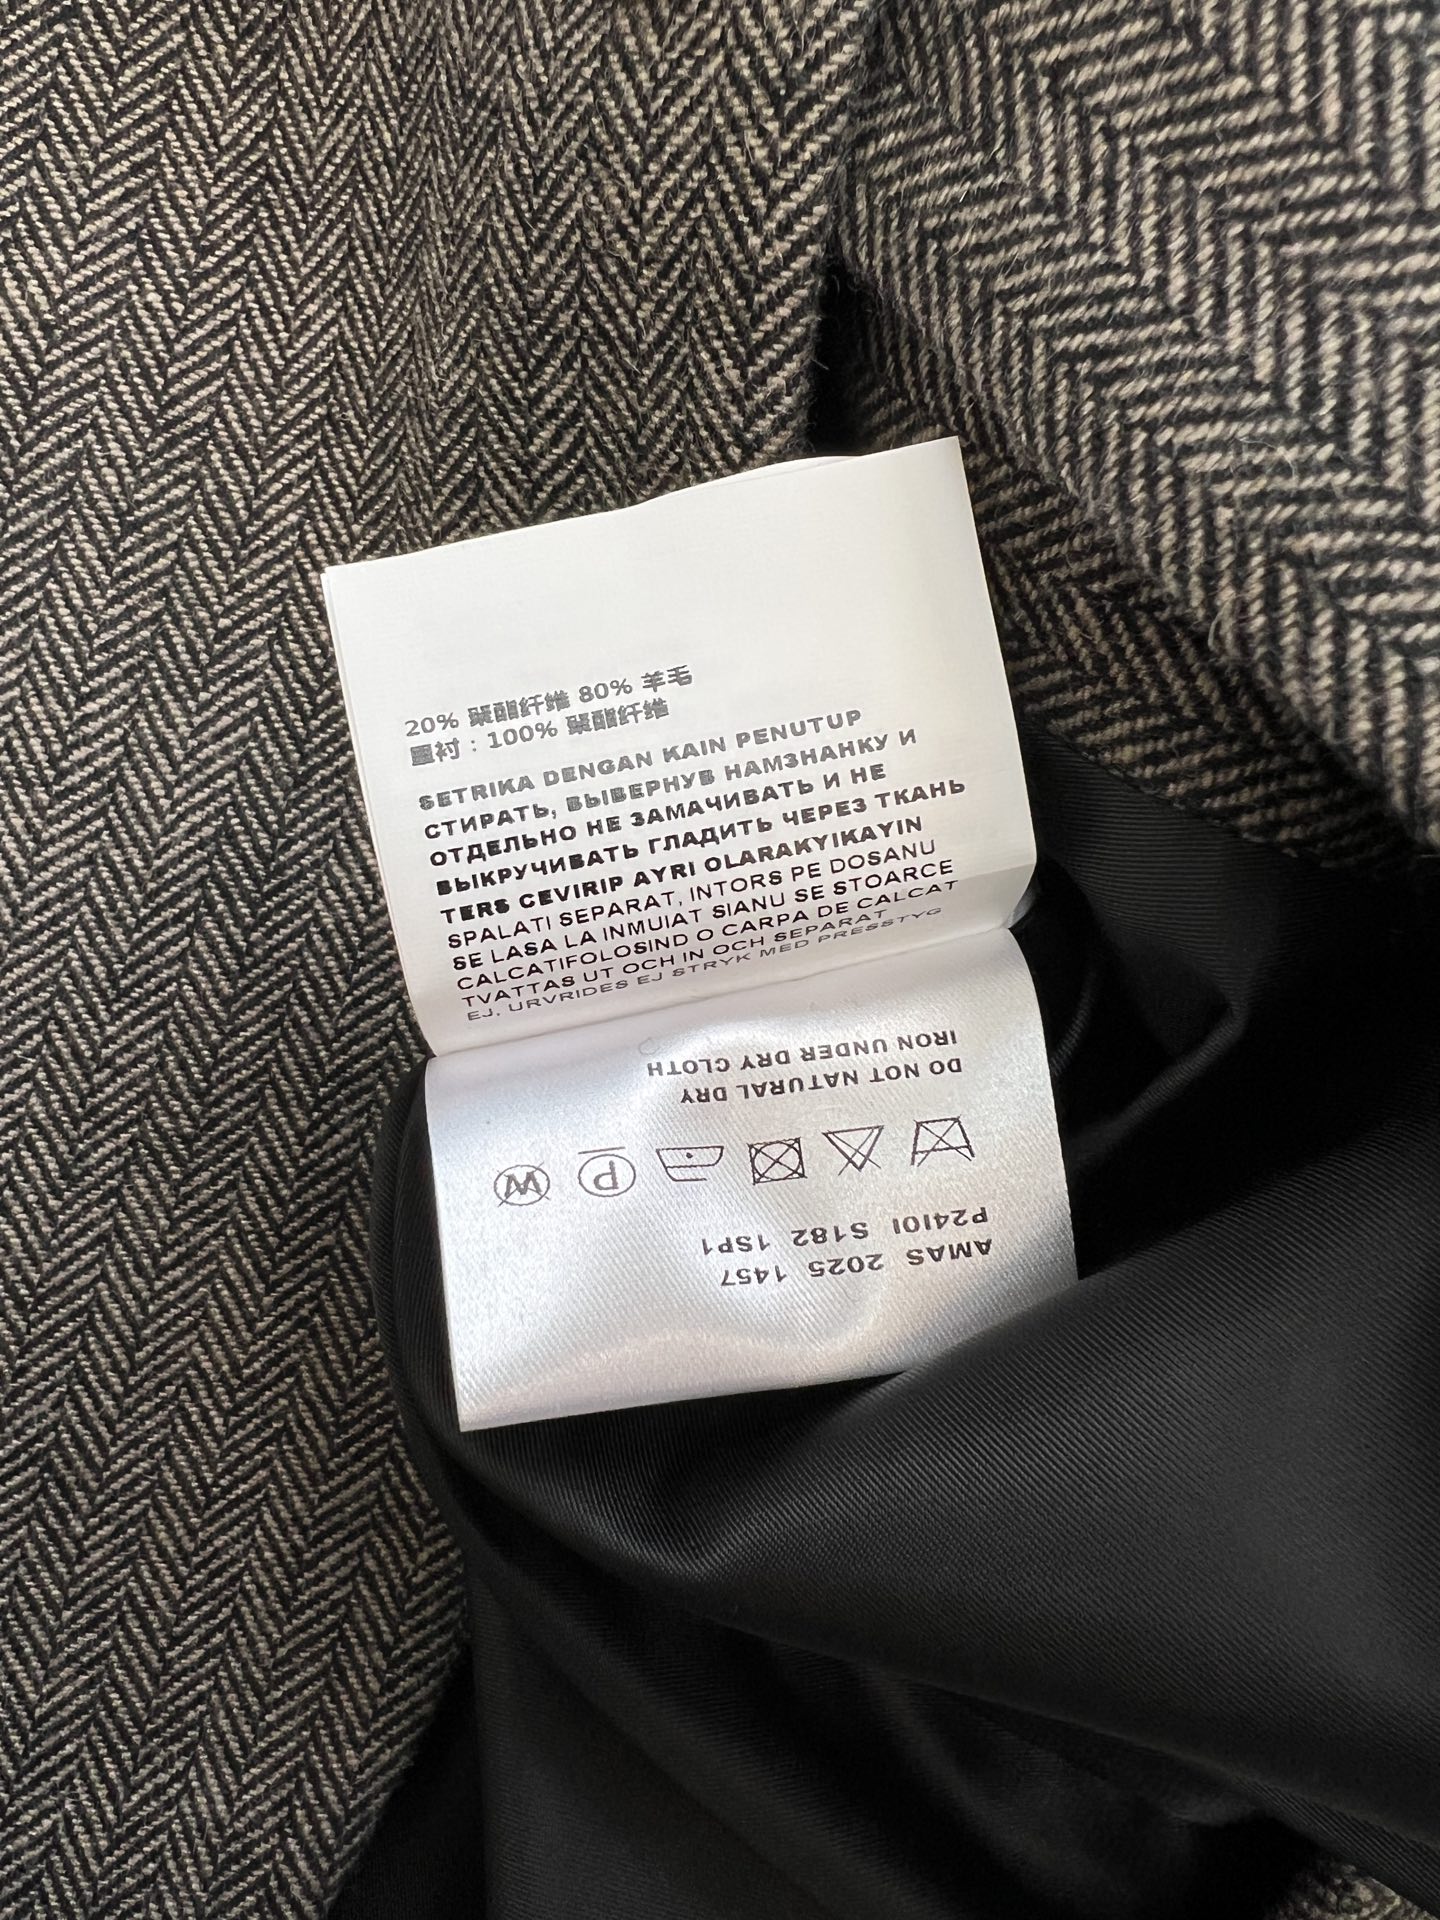 20% 聚酯纤维 80% 羊毛
里衬：100% 聚酯纤维
SETRIKA DENGAN KAIN PENUTUP
СТИРАТЬ, ВЫВЕРНУВ НАМЗНАНКУ И
ОТДЕЛЬНО НЕ ЗАМАЧИВАТЬ И НЕ
ВЫКРУЧИВАТЬ ГЛАДИТЬ ЧЕРЕЗ ТКАНЬ
TERS CEVIRIP AYRI OLARAKYIKAYIN
SPALATI SEPARAT, INTORS PE DOSANU
SE LASA LA INMUIAT SIANU SE STOARCE
CALCATIFOLOSIND O CARPA DE CALCAT
TVATTAS UT OCH IN OCH SEPARAT
EJ. URVRIDES EJ STRYK MED PRESSTYG
AMAS 2025 1457
P24IOI S182 1SP1
P W
DO NOT NATURAL DRY
IRON UNDER DRY CLOTH